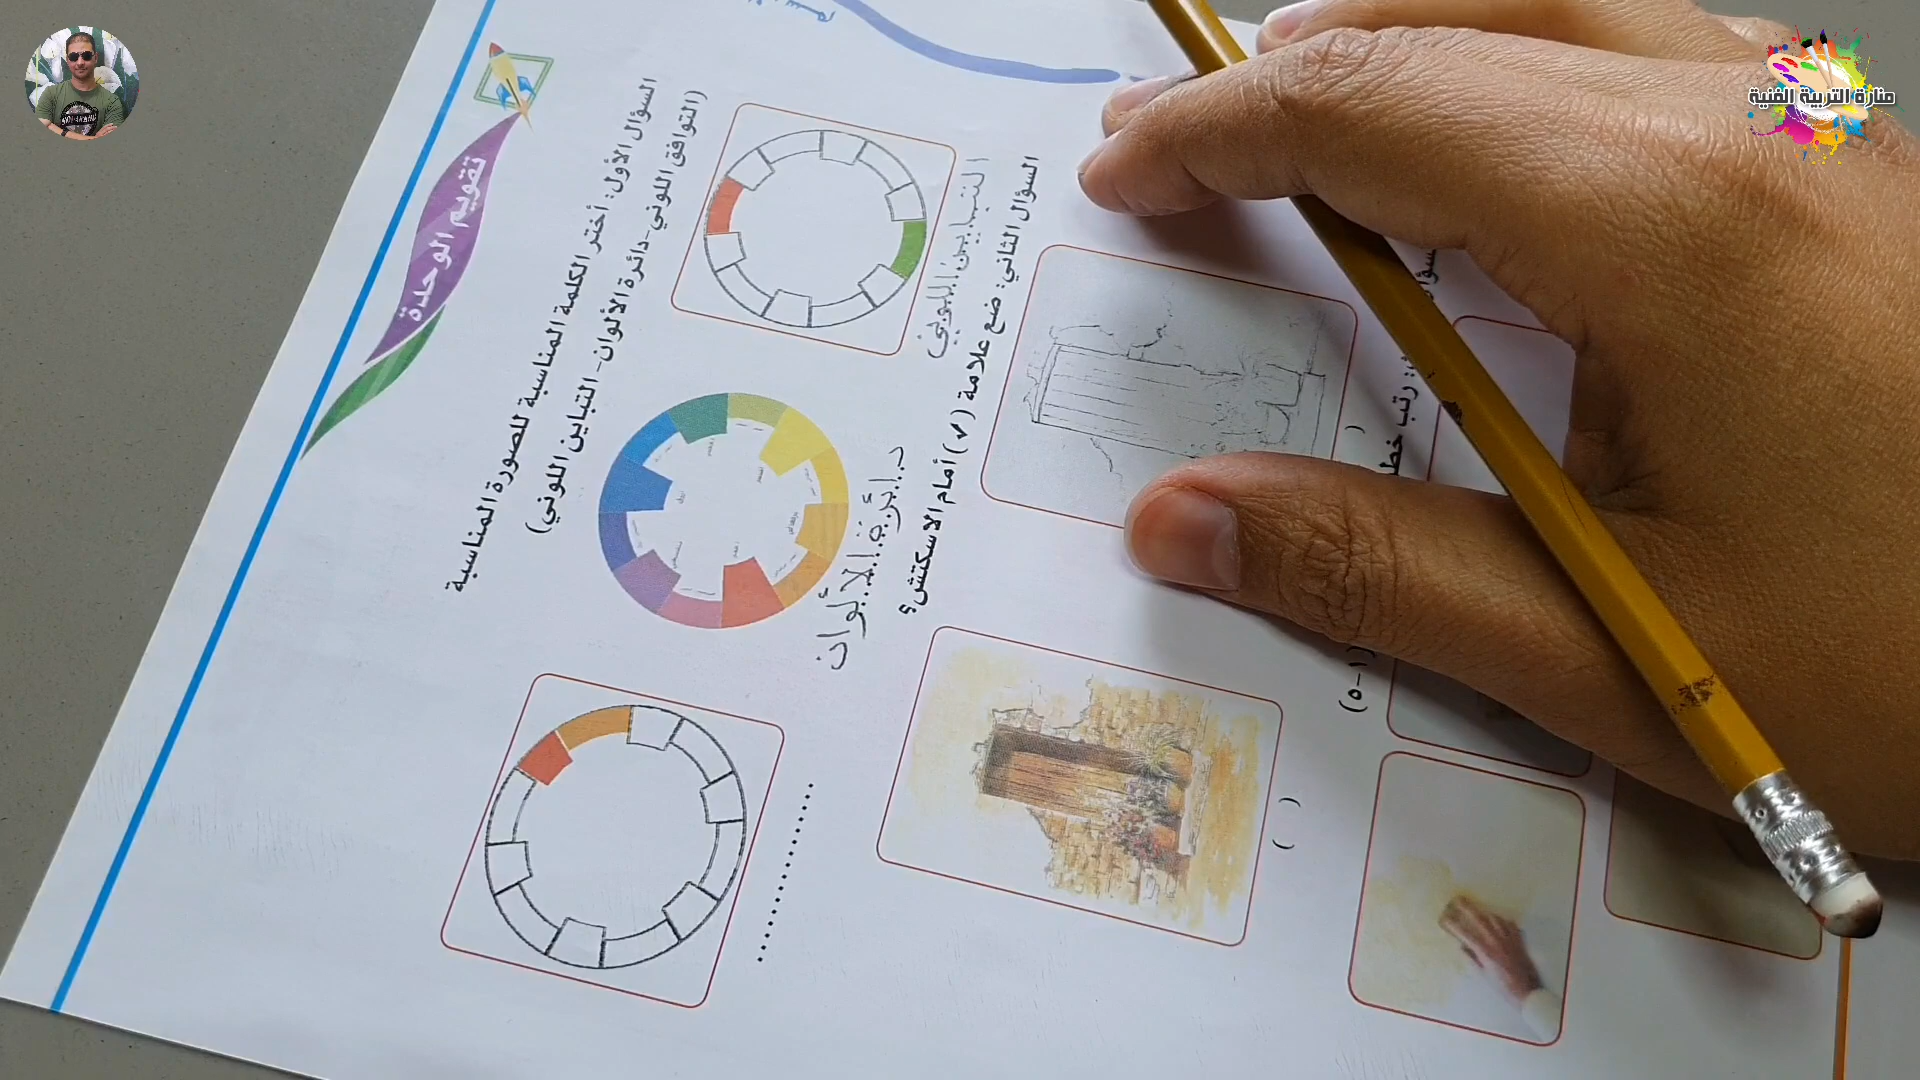 منارة التربية الفنية
تقويم الوحدة
السؤال الأول: أختر الكلمة المناسبة للصورة المناسبة
(التوافق اللوني-دائرة الألوان- التباين اللوني)
التباين اللوني
دائرة الألوان
السؤال الثاني: ضع علامة (✓) أمام الاسكتش؟
( )
رتب
(١-٥)